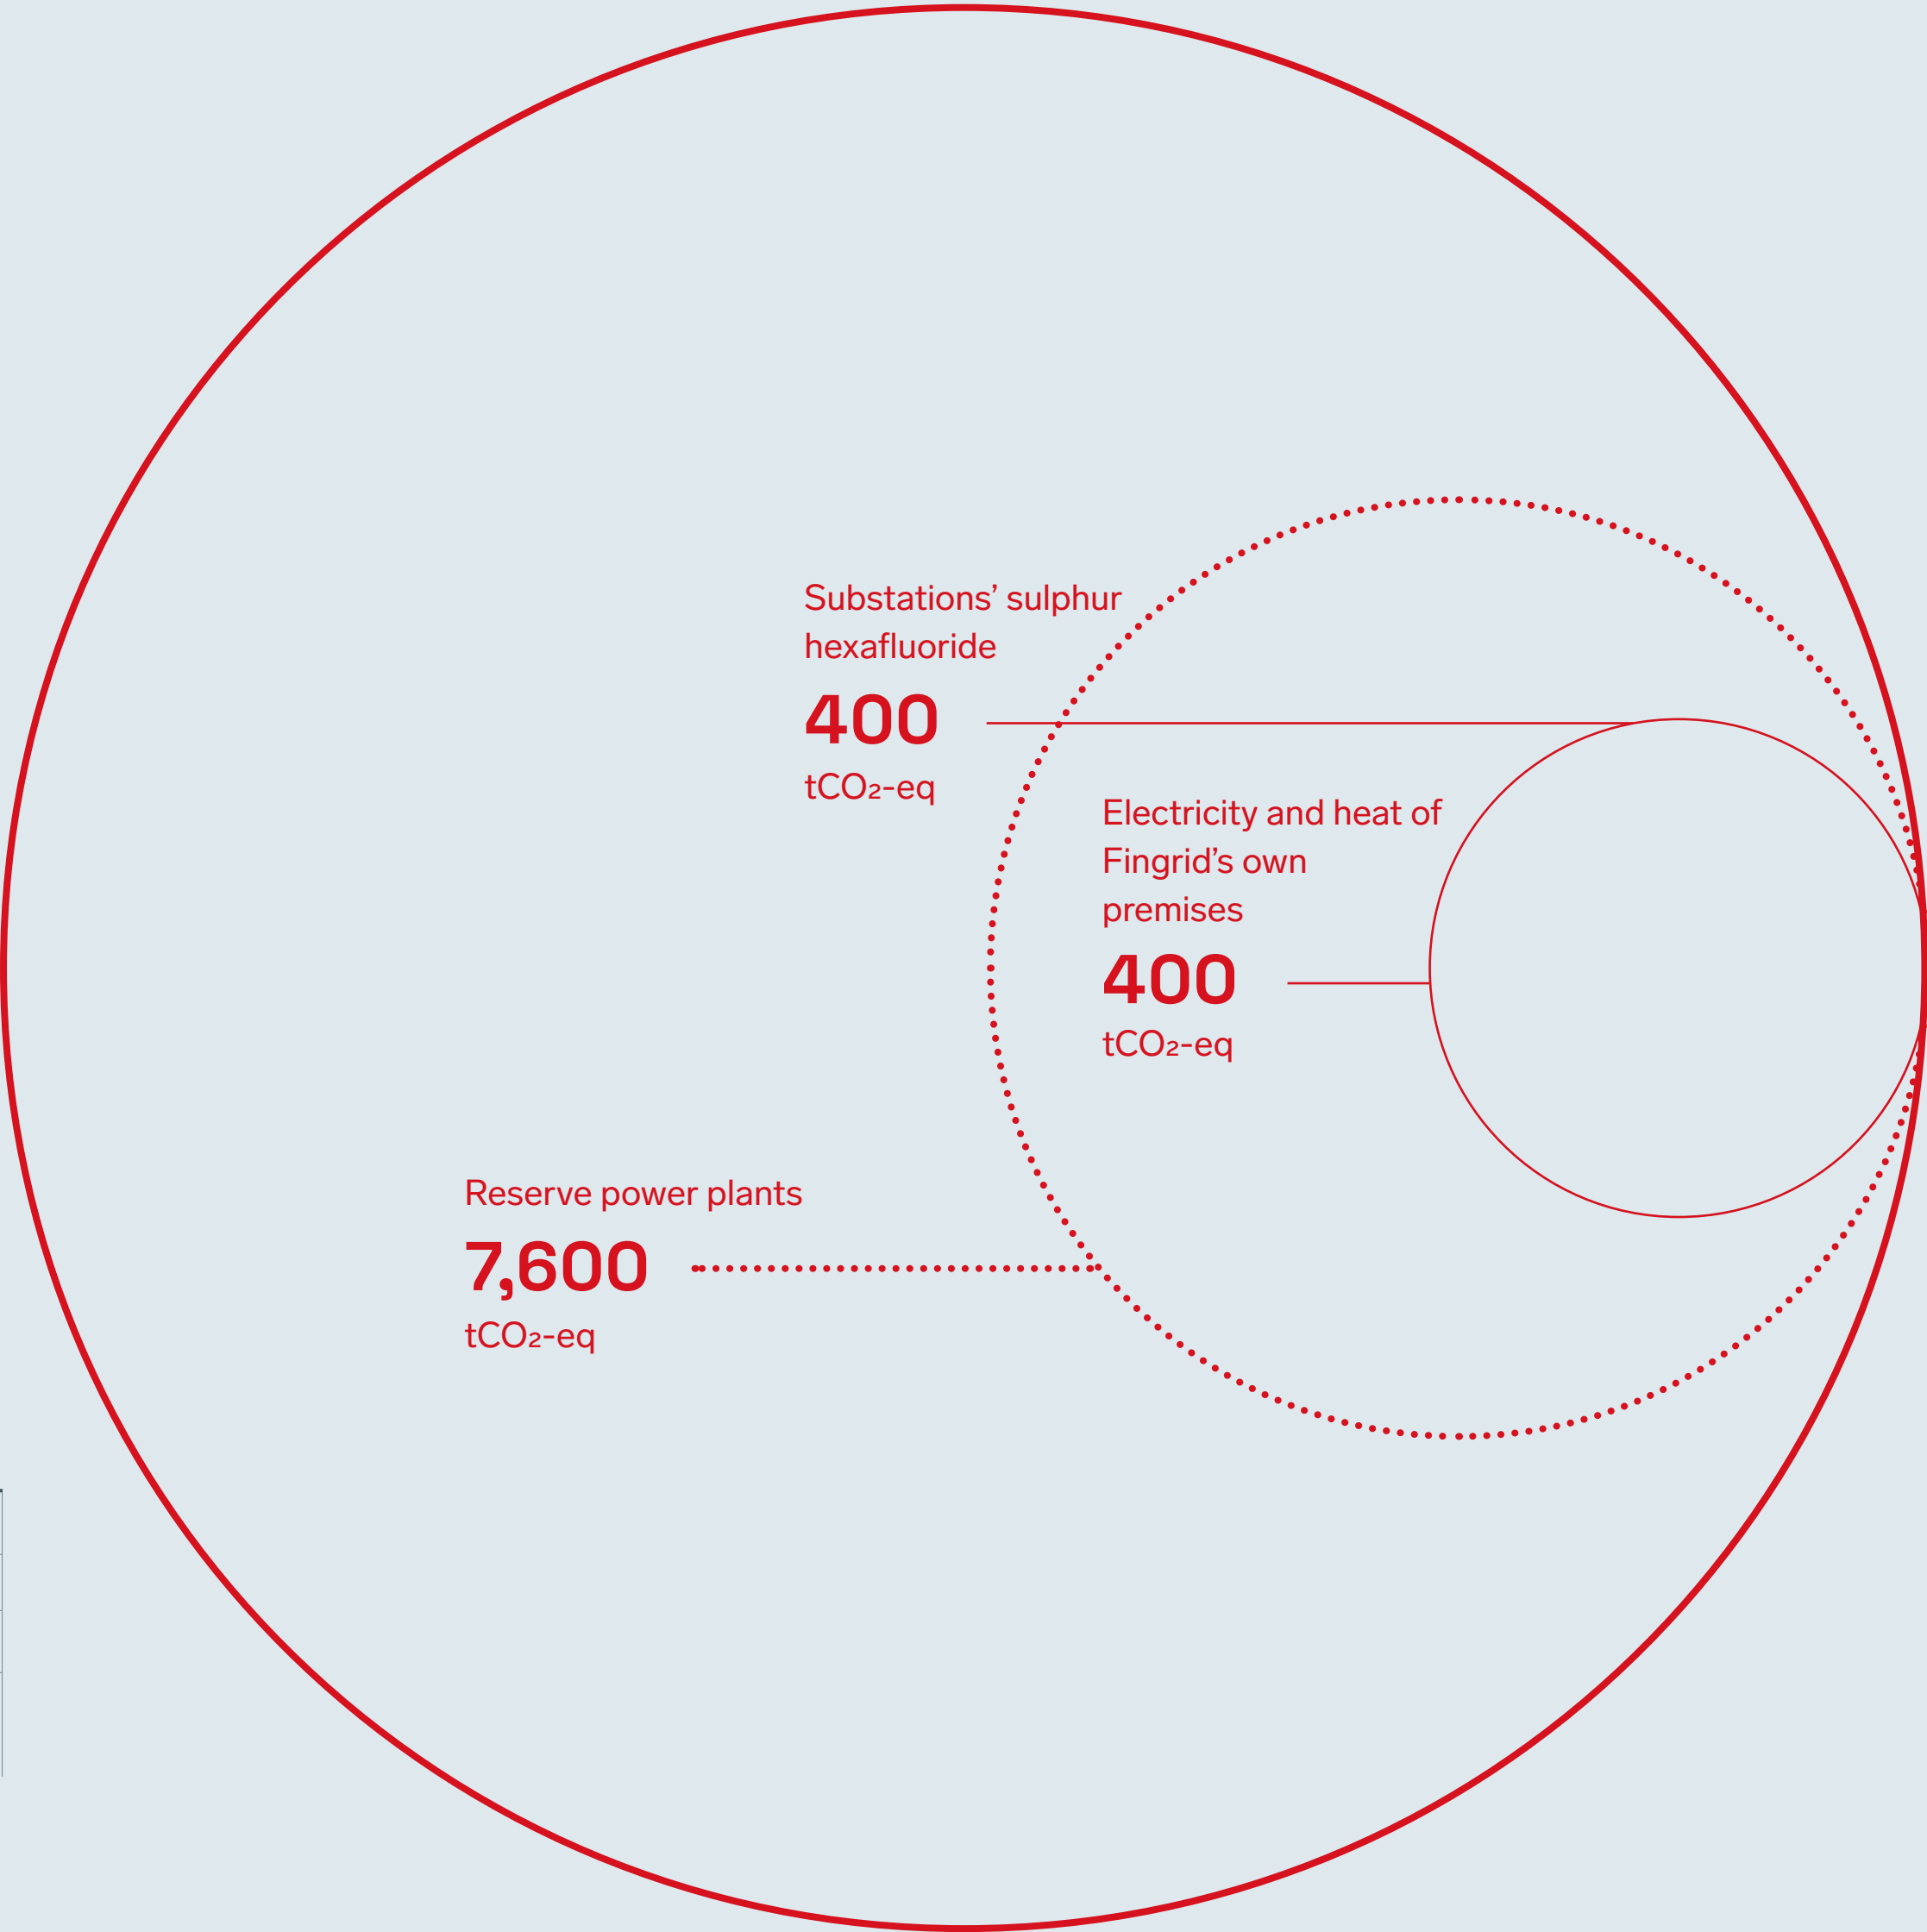 Substations’ sulphur
hexafluoride
400
tCO₂-eq
Electricity and heat of
Fingrid’s own
premises
400
tCO₂-eq
Reserve power plants
7,600
tCO₂-eq